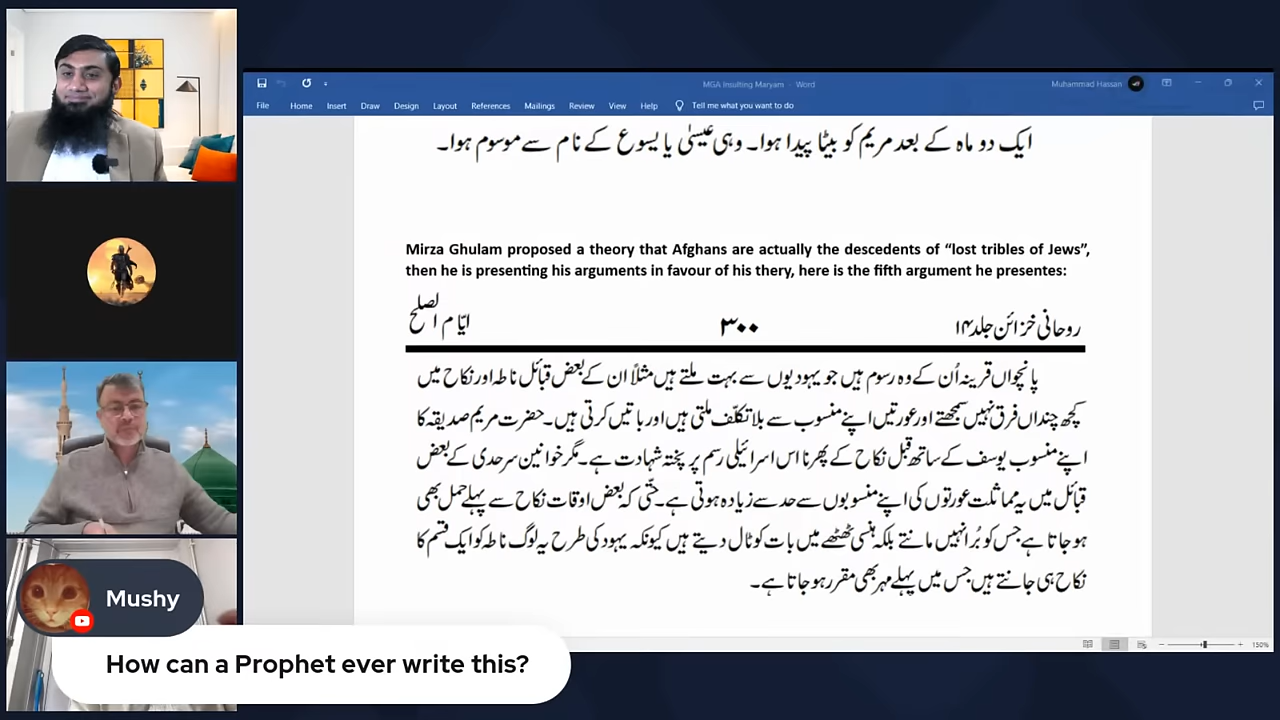 MGA Insulting Maryam - Word
Muhammad Hassan
File Home Insert Draw Design Layout References Mailings Review View Help Tell me what you want to do
ایک دو ماہ کے بعد مریم کو بیٹا پیدا ہوا۔ وہی عیسیٰ یا یسوع کے نام سے موسوم ہوا۔
Mirza Ghulam proposed a theory that Afghans are actually the descedents of “lost tribles of Jews”,
then he is presenting his arguments in favour of his thery, here is the fifth argument he presentes:
روحانی خزائن جلد ۱۴ ۳۰۰ ایّام الصلح
پانچواں قرینہ اُن کے وہ رسوم ہیں جو یہودیوں سے بہت ملتے ہیں مثلاً ان کے بعض قبائل ناطہ اور نکاح میں
کچھ چنداں فرق نہیں سمجھتے اور عورتیں اپنے منسوب سے بلا تکلّف ملتی ہیں اور باتیں کرتی ہیں۔ حضرت مریم صدیقہ کا
اپنے منسوب یوسف کے ساتھ قبل نکاح کے پھرنا اس اسرائیلی رسم پر پختہ شہادت ہے۔ مگر خوانین سرحدی کے بعض
قبائل میں یہ مماثلت عورتوں کی اپنے منسوبوں سے حد سے زیادہ ہوتی ہے۔ حتّٰی کہ بعض اوقات نکاح سے پہلے حمل بھی
ہو جاتا ہے جس کو بُرا نہیں مانتے بلکہ ہنسی ٹھٹھے میں بات کو ٹال دیتے ہیں کیونکہ یہود کی طرح یہ لوگ ناطہ کو ایک قسم کا
نکاح ہی جانتے ہیں جس میں پہلے مہر بھی مقرر ہو جاتا ہے۔
150%
Mushy
How can a Prophet ever write this?